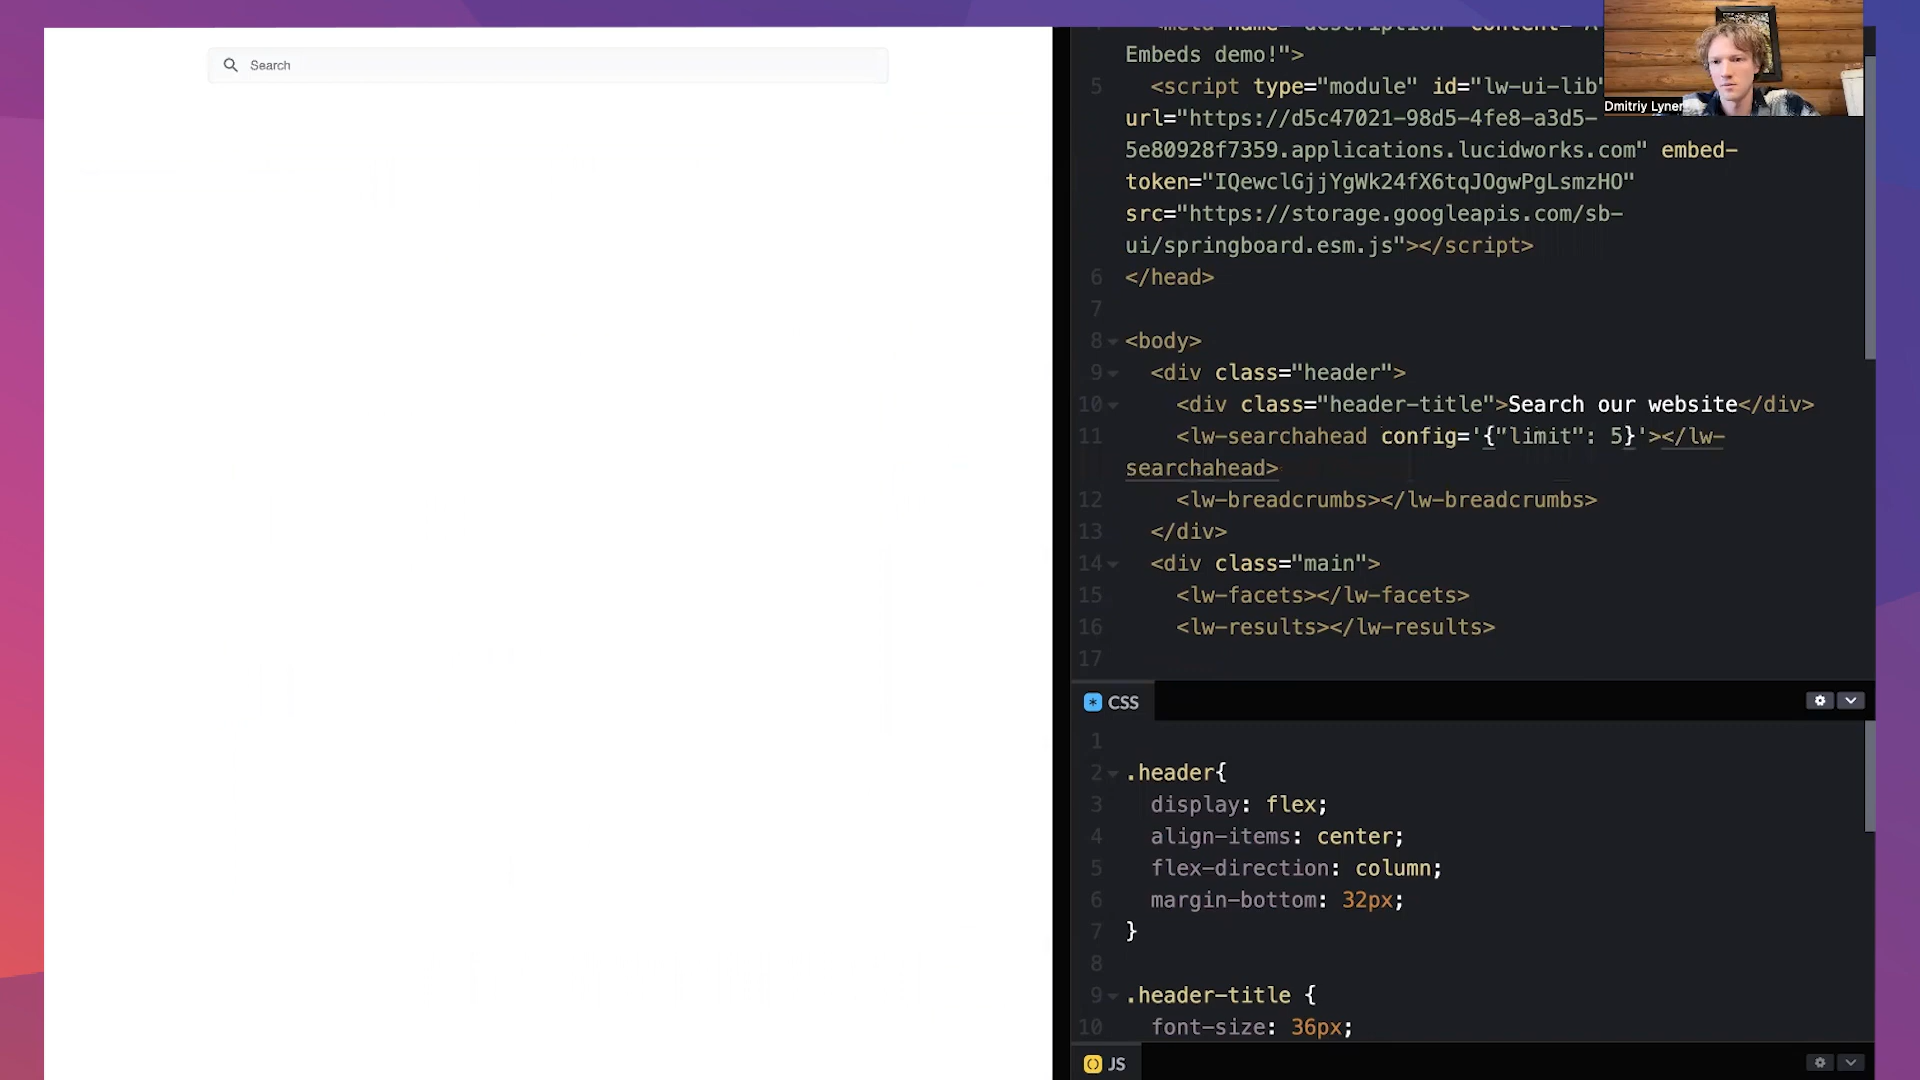 Search
Embeds demo!">
5 <script type="module" id="lw-ui-lib"
url="https://d5c47021-98d5-4fe8-a3d5-
5e80928f7359.applications.lucidworks.com" embed-
token="IQewclGjjYgWk24fX6tqJOgwPgLsmzHO"
src="https://storage.googleapis.com/sb-
ui/springboard.esm.js"></script>
6 </head>
7
8 <body>
9 <div class="header">
10 <div class="header-title">Search our website</div>
11 <lw-searchahead config='{"limit": 5}'></lw-
searchahead>
12 <lw-breadcrumbs></lw-breadcrumbs>
13 </div>
14 <div class="main">
15 <lw-facets></lw-facets>
16 <lw-results></lw-results>
17
Dmitriy Lyner
CSS
1
2 .header{
3 display: flex;
4 align-items: center;
5 flex-direction: column;
6 margin-bottom: 32px;
7 }
8
9 .header-title {
10 font-size: 36px;
JS